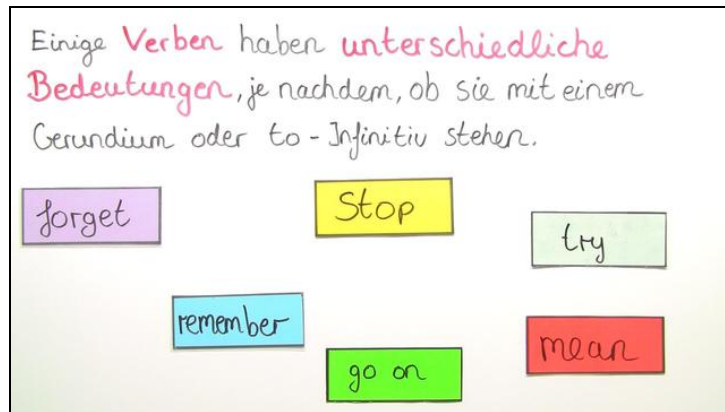 Einige Verben haben unterschiedliche
Bedeutungen, je nachdem, ob sie mit einem
Gerundium oder to-Infinitiv stehen.
forget
Stop
try
remember
mean
go on